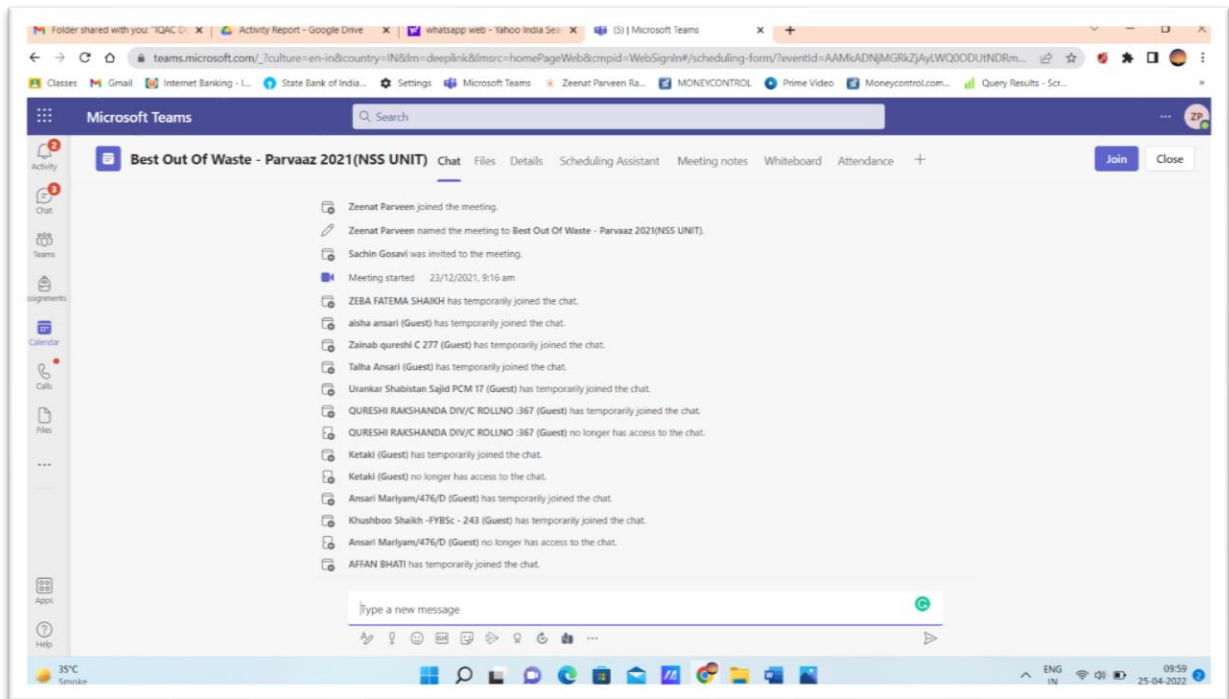 Folder shared with you: "IQAC D Activity Report - Google Drive whatsapp web - Yahoo India Sea (5) | Microsoft Teams
teams.microsoft.com/_?culture=en-in&country=IN&lm=deeplink&lmsrc=homePageWeb&cmpid=WebSignIn#/scheduling-form/?eventId=
Classes Gmail Internet Banking - I... State Bank of India... Settings Microsoft Teams Zeenat Parveen Ra... MONEYCONTROL Prime Video Moneycontrol.com... Query Results - Scr... »
Microsoft Teams Search ZP
Best Out Of Waste - Parvaaz 2021(NSS UNIT) Chat Files Details Scheduling Assistant Meeting notes Whiteboard Attendance Join Close
2
Activity
3
Chat
Teams
ssignments
Calendar
Calls
Files
Apps
Help
Zeenat Parveen joined the meeting.
Zeenat Parveen named the meeting to Best Out Of Waste - Parvaaz 2021(NSS UNIT).
Sachin Gosavi was invited to the meeting.
Meeting started 23/12/2021, 9:16 am
ZEBA FATEMA SHAIKH has temporarily joined the chat.
aisha ansari (Guest) has temporarily joined the chat.
Zainab qureshi C 277 (Guest) has temporarily joined the chat.
Talha Ansari (Guest) has temporarily joined the chat.
Urankar Shabistan Sajid PCM 17 (Guest) has temporarily joined the chat.
QURESHI RAKSHANDA DIV/C ROLLNO :367 (Guest) has temporarily joined the chat.
QURESHI RAKSHANDA DIV/C ROLLNO :367 (Guest) no longer has access to the chat.
Ketaki (Guest) has temporarily joined the chat.
Ketaki (Guest) no longer has access to the chat.
Ansari Mariyam/476/D (Guest) has temporarily joined the chat.
Khushboo Shaikh -FYBSc - 243 (Guest) has temporarily joined the chat.
Ansari Mariyam/476/D (Guest) no longer has access to the chat.
AFFAN BHATI has temporarily joined the chat.
Type a new message
GIF
35°C
Smoke
ENG
IN
09:59
25-04-2022
2